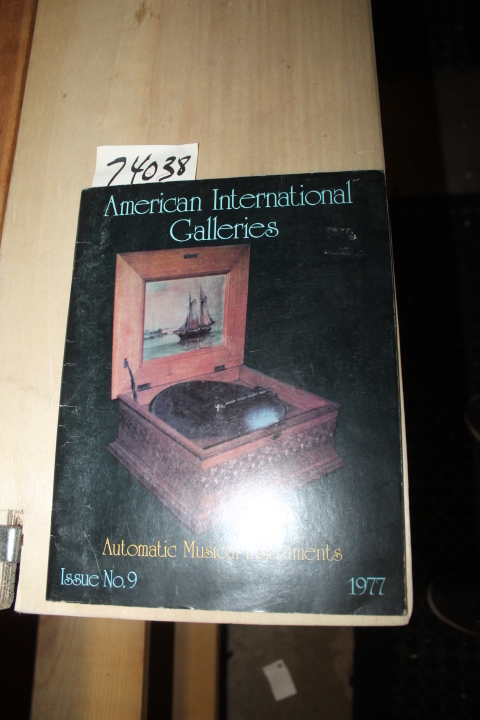 74038
American International
Galleries
Automatic Musical Instruments
Issue No. 9
1977